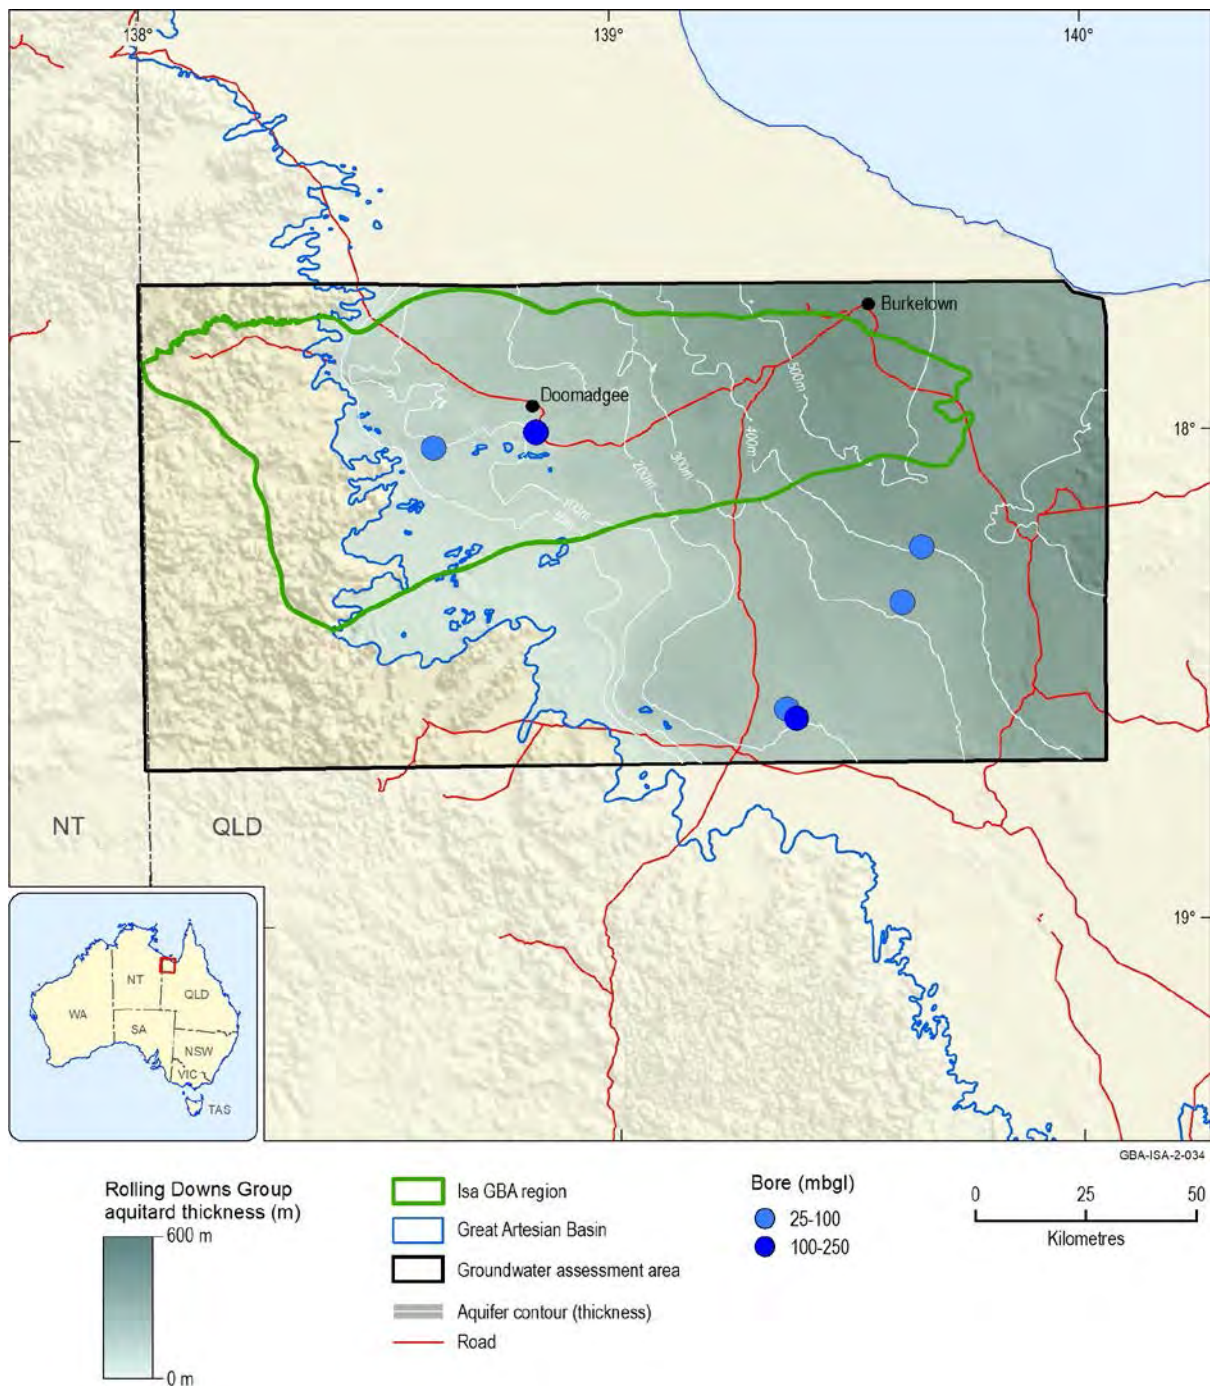 138°
139°
140°
Burketown
Doomadgee
500m
400m
300m
200m
100m
18°
NT
QLD
19°
NT
QLD
WA
SA
NSW
VIC
TAS
GBA-ISA-2-034
Rolling Downs Group
aquitard thickness (m)
600 m
0 m
Isa GBA region
Great Artesian Basin
Groundwater assessment area
Aquifer contour (thickness)
Road
Bore (mbgl)
25-100
100-250
0
25
50
Kilometres